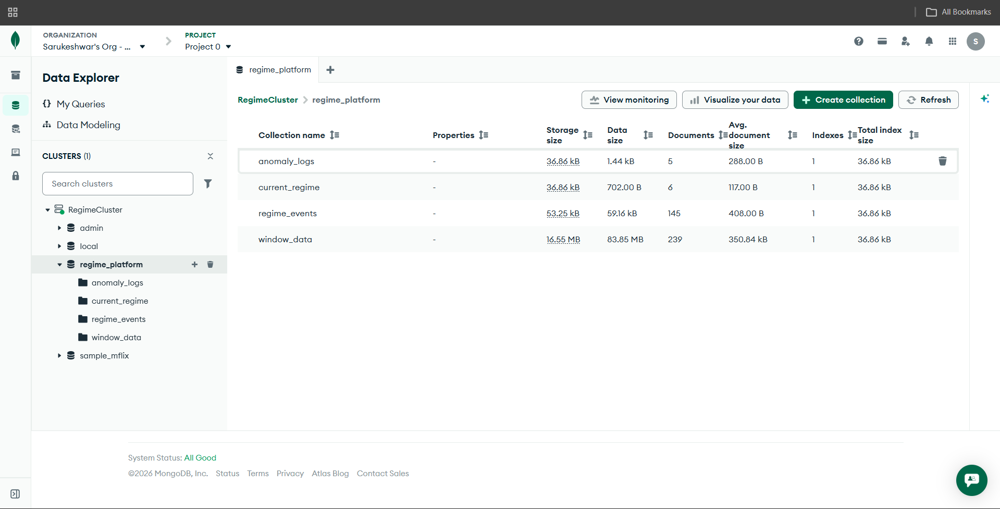 All Bookmarks
ORGANIZATION
Sarukeshwar's Org - ...
PROJECT
Project 0
S
Data Explorer
My Queries
Data Modeling
CLUSTERS (1)
Search clusters
RegimeCluster
admin
local
regime_platform
anomaly_logs
current_regime
regime_events
window_data
sample_mflix
regime_platform
RegimeCluster regime_platform
View monitoring
Visualize your data
Create collection
Refresh
Collection name Properties Storage size Data size Documents Avg. document size Indexes Total index size
anomaly_logs - 36.86 kB 1.44 kB 5 288.00 B 1 36.86 kB
current_regime - 36.86 kB 702.00 B 6 117.00 B 1 36.86 kB
regime_events - 53.25 kB 59.16 kB 145 408.00 B 1 36.86 kB
window_data - 16.55 MB 83.85 MB 239 350.84 kB 1 36.86 kB
System Status: All Good
©2026 MongoDB, Inc. Status Terms Privacy Atlas Blog Contact Sales